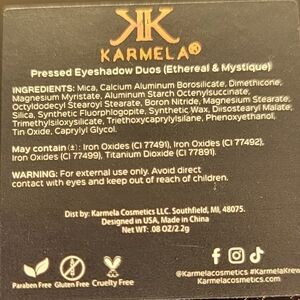 KK
KARMELA®
Pressed Eyeshadow Duos (Ethereal & Mystique)
INGREDIENTS: Mica, Calcium Aluminum Borosilicate, Dimethicone,
Magnesium Myristate, Aluminum Starch Octenylsuccinate,
Octyldodecyl Stearoyl Stearate, Boron Nitride, Magnesium Stearate,
Silica, Synthetic Fluorphlogopite, Synthetic Wax, Diisostearyl Malate,
Trimethylsiloxysilicate, Triethoxycaprylylsilane, Phenoxyethanol,
Tin Oxide, Caprylyl Glycol.
May contain (±): Iron Oxides (CI 77491), Iron Oxides (CI 77492),
Iron Oxides (CI 77499), Titanium Dioxide (CI 77891).
WARNING: For external use only. Avoid direct
contact with eyes and keep out of reach of children.
Dist by: Karmela Cosmetics LLC. Southfield, MI, 48075.
Designed in USA, Made in China
Net WT: .08 OZ/2.2g
Paraben Free Gluten Free Cruelty Free
@Karmelacosmetics @KarmelaKrew
#Karmelacosmetics